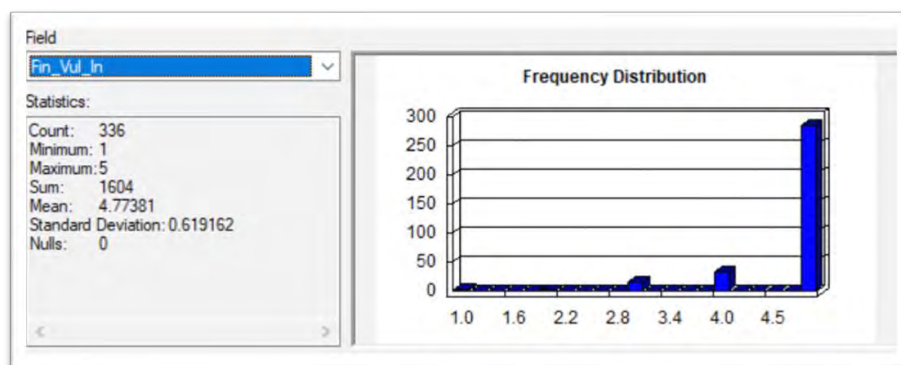 Field
Fin_Vul_In
Statistics:
Count: 336
Minimum: 1
Maximum: 5
Sum: 1604
Mean: 4.77381
Standard Deviation: 0.619162
Nulls: 0
Frequency Distribution
300
250
200
150
100
50
0
1.0 1.6 2.2 2.8 3.4 4.0 4.5